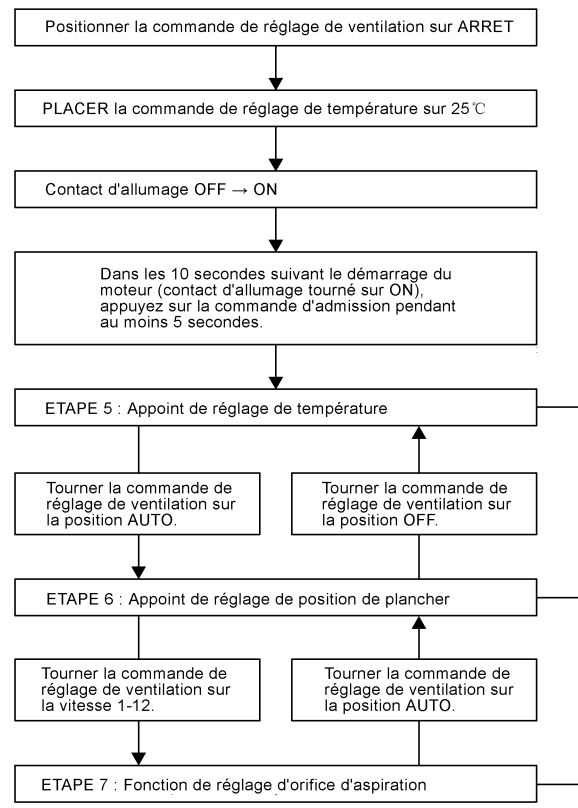 Positionner la commande de réglage de ventilation sur ARRET
PLACER la commande de réglage de température sur 25℃
Contact d'allumage OFF → ON
Dans les 10 secondes suivant le démarrage du
moteur (contact d'allumage tourné sur ON),
appuyez sur la commande d'admission pendant
au moins 5 secondes.
ETAPE 5 : Appoint de réglage de température
Tourner la commande de
réglage de ventilation sur
la position AUTO.
Tourner la commande de
réglage de ventilation sur
la position OFF.
ETAPE 6 : Appoint de réglage de position de plancher
Tourner la commande de
réglage de ventilation sur
la vitesse 1-12.
Tourner la commande de
réglage de ventilation sur
la position AUTO.
ETAPE 7 : Fonction de réglage d'orifice d'aspiration